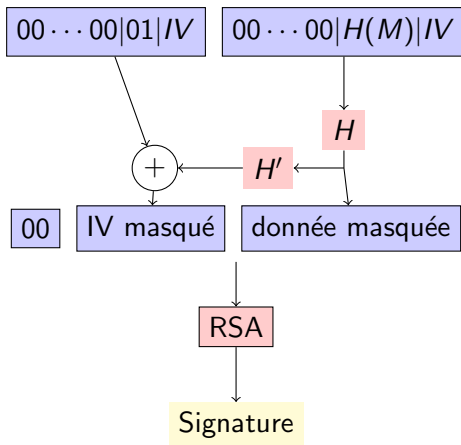 00 ⋯ 00|01|IV
00 ⋯ 00|H(M)|IV
H
+
H′
00
IV masqué
donnée masquée
RSA
Signature